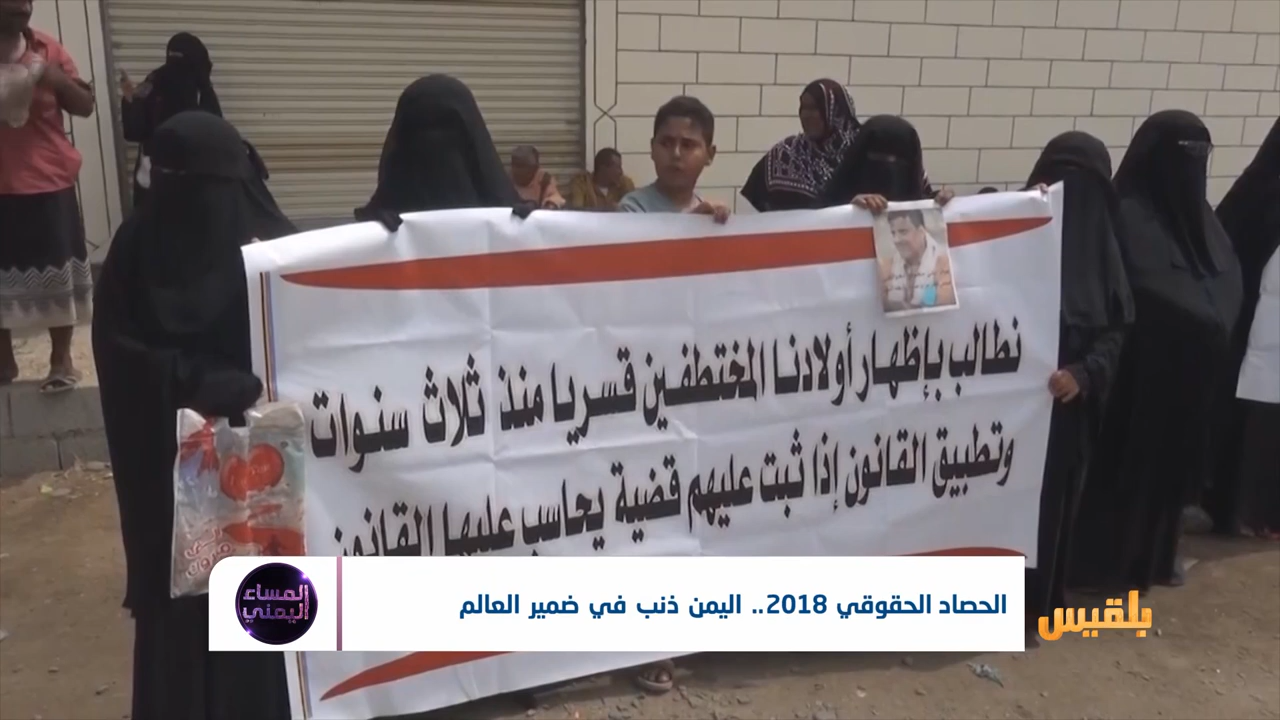 نطالب بإظهار أولادنا المختطفين قسريا منذ ثلاث سنوات
وتطبيق القانون إذا ثبت عليهم قضية يحاسب عليها القانون
المساء
اليمني
الحصاد الحقوقي 2018.. اليمن ذنب في ضمير العالم
بلقيس